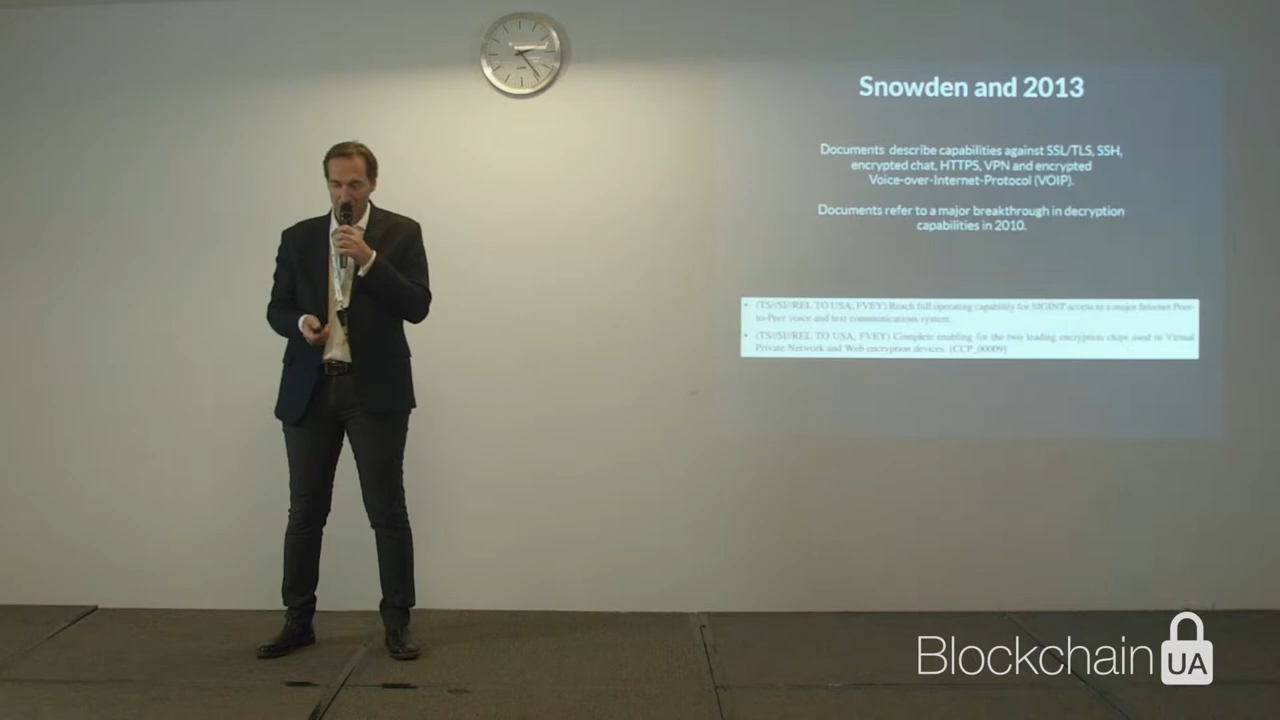 Snowden and 2013
Documents describe capabilities against SSL/TLS, SSH,
encrypted chat, HTTPS, VPN and encrypted
Voice-over-Internet-Protocol (VOIP).
Documents refer to a major breakthrough in decryption
capabilities in 2010.
• (TS//SI//REL TO USA, FVEY) Reach full operating capability for SIGINT access to a major Internet Peer-
to-Peer voice and text communications system.
• (TS//SI//REL TO USA, FVEY) Complete enabling for the two leading encryption chips used in Virtual
Private Network and Web encryption devices. [CCP_00009]
Blockchain UA